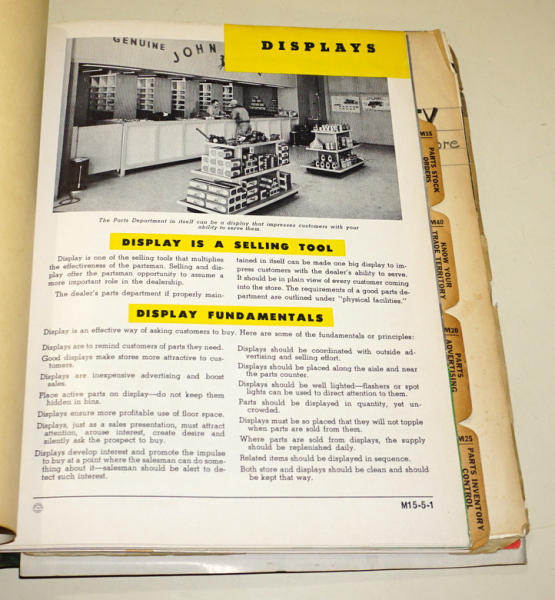 DISPLAYS
GENUINE JOHN
The Parts Department in itself can be a display that impresses customers with your
ability to serve them.
DISPLAY IS A SELLING TOOL
Display is one of the selling tools that multiplies
the effectiveness of the partsman. Selling and dis-
play offer the partsman opportunity to assume a
more important role in the dealership.
The dealer's parts department if properly main-
tained in itself can be made one big display to im-
press customers with the dealer's ability to serve.
It should be in plain view of every customer coming
into the store. The requirements of a good parts de-
partment are outlined under "physical facilities."
DISPLAY FUNDAMENTALS
Display is an effective way of asking customers to buy. Here are some of the fundamentals or principles:
Displays are to remind customers of parts they need.
Good displays make stores more attractive to cus-
tomers.
Displays are inexpensive advertising and boost
sales.
Place active parts on display—do not keep them
hidden in bins.
Displays ensure more profitable use of floor space.
Displays, just as a sales presentation, must attract
attention, arouse interest, create desire and
silently ask the prospect to buy.
Displays develop interest and promote the impulse
to buy at a point where the salesman can do some-
thing about it—salesman should be alert to de-
tect such interest.
Displays should be coordinated with outside ad-
vertising and selling effort.
Displays should be placed along the aisle and near
the parts counter.
Displays should be well lighted—flashers or spot
lights can be used to direct attention to them.
Parts should be displayed in quantity, yet un-
crowded.
Displays must be so placed that they will not topple
when parts are sold from them.
Where parts are sold from displays, the supply
should be replenished daily.
Related items should be displayed in sequence.
Both store and displays should be clean and should
be kept that way.
M15-5-1
M35
PARTS STOCK
ORDERS
M40
KNOW YOUR
TRADE TERRITORY
M20
PARTS
ADVERTISING
M25
PARTS INVENTORY
CONTROL